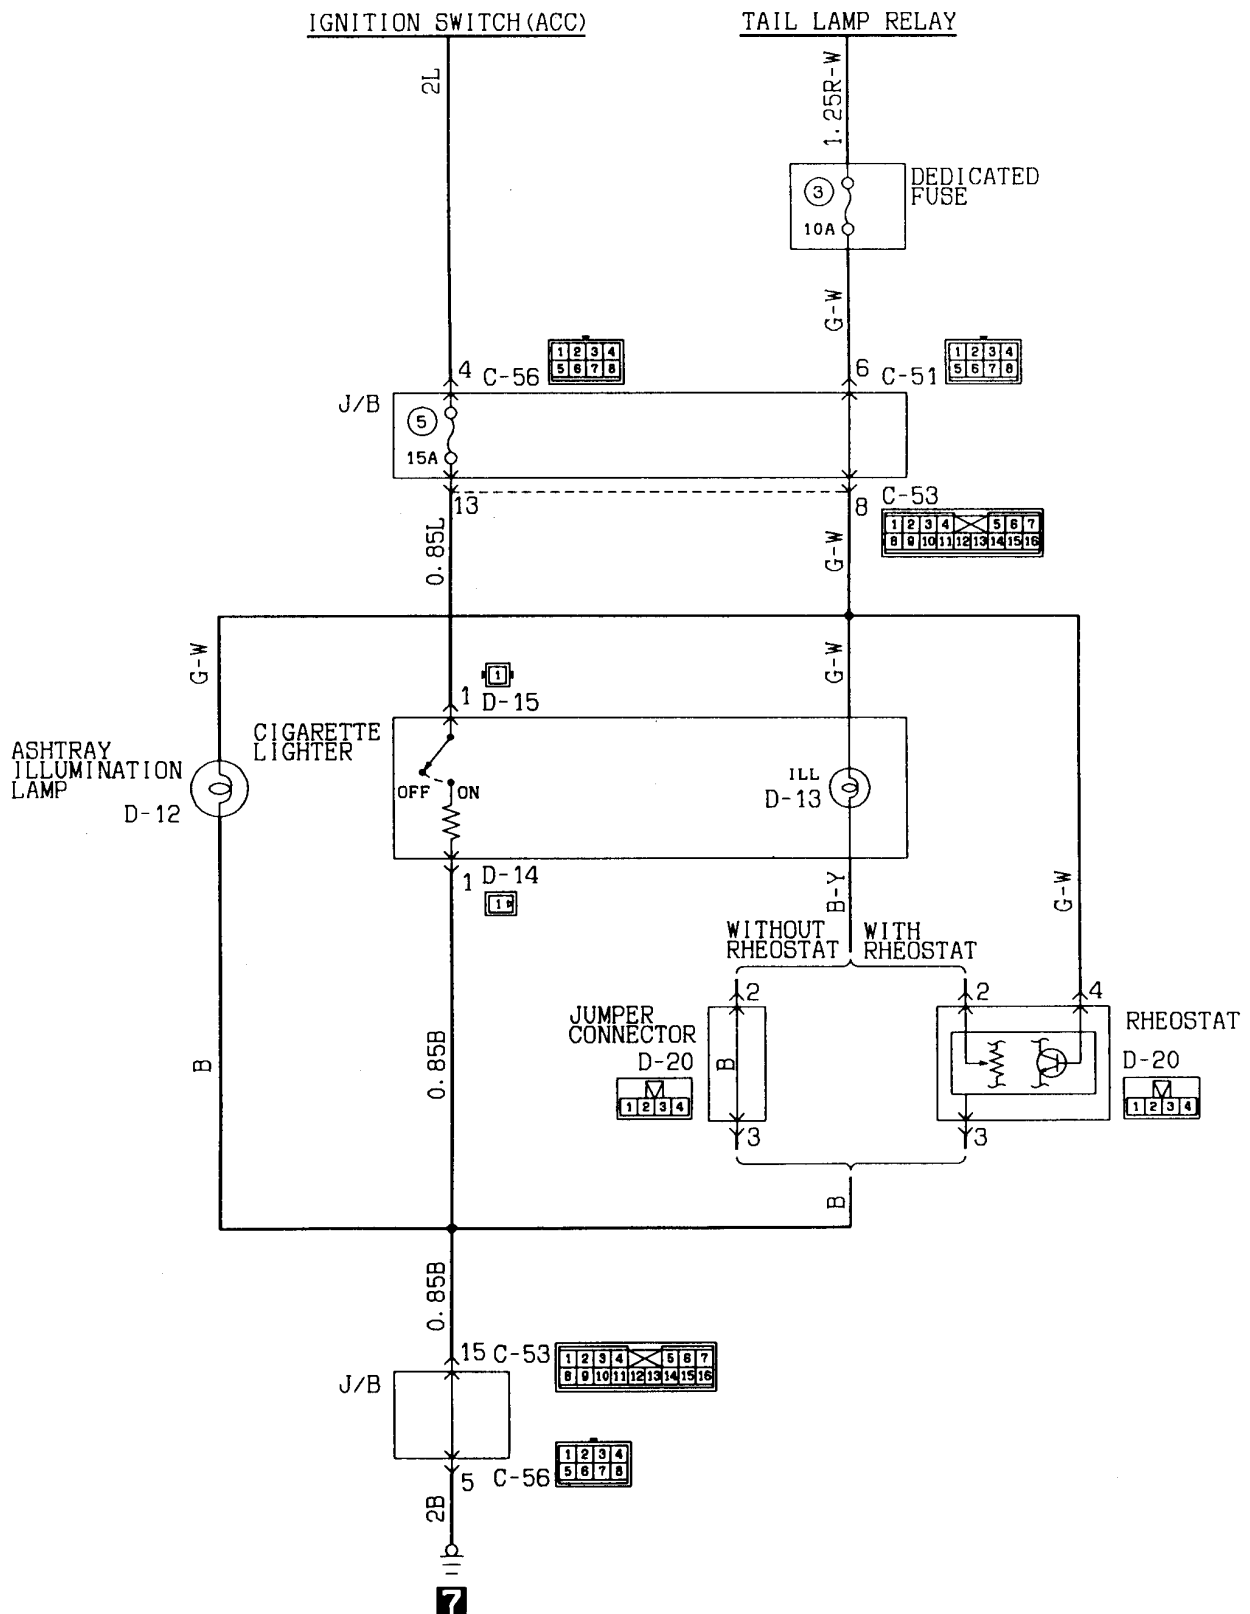 IGNITION SWITCH(ACC)
TAIL LAMP RELAY
2L
1.25R-W
3
10A
DEDICATED
FUSE
G-W
4
C-56
1 2 3 4
5 6 7 8
6
C-51
1 2 3 4
5 6 7 8
J/B
5
15A
13
8
C-53
1 2 3 4 5 6 7
8 9 10 11 12 13 14 15 16
0.85L
G-W
G-W
G-W
1
1
D-15
CIGARETTE
LIGHTER
ASHTRAY
ILLUMINATION
LAMP
D-12
OFF
ON
ILL
D-13
1
D-14
1
B-Y
G-W
WITHOUT
RHEOSTAT
WITH
RHEOSTAT
2
2
4
JUMPER
CONNECTOR
D-20
1 2 3 4
B
RHEOSTAT
D-20
1 2 3 4
B
0.85B
3
3
B
0.85B
15
C-53
1 2 3 4 5 6 7
8 9 10 11 12 13 14 15 16
J/B
5
C-56
1 2 3 4
5 6 7 8
2B
7